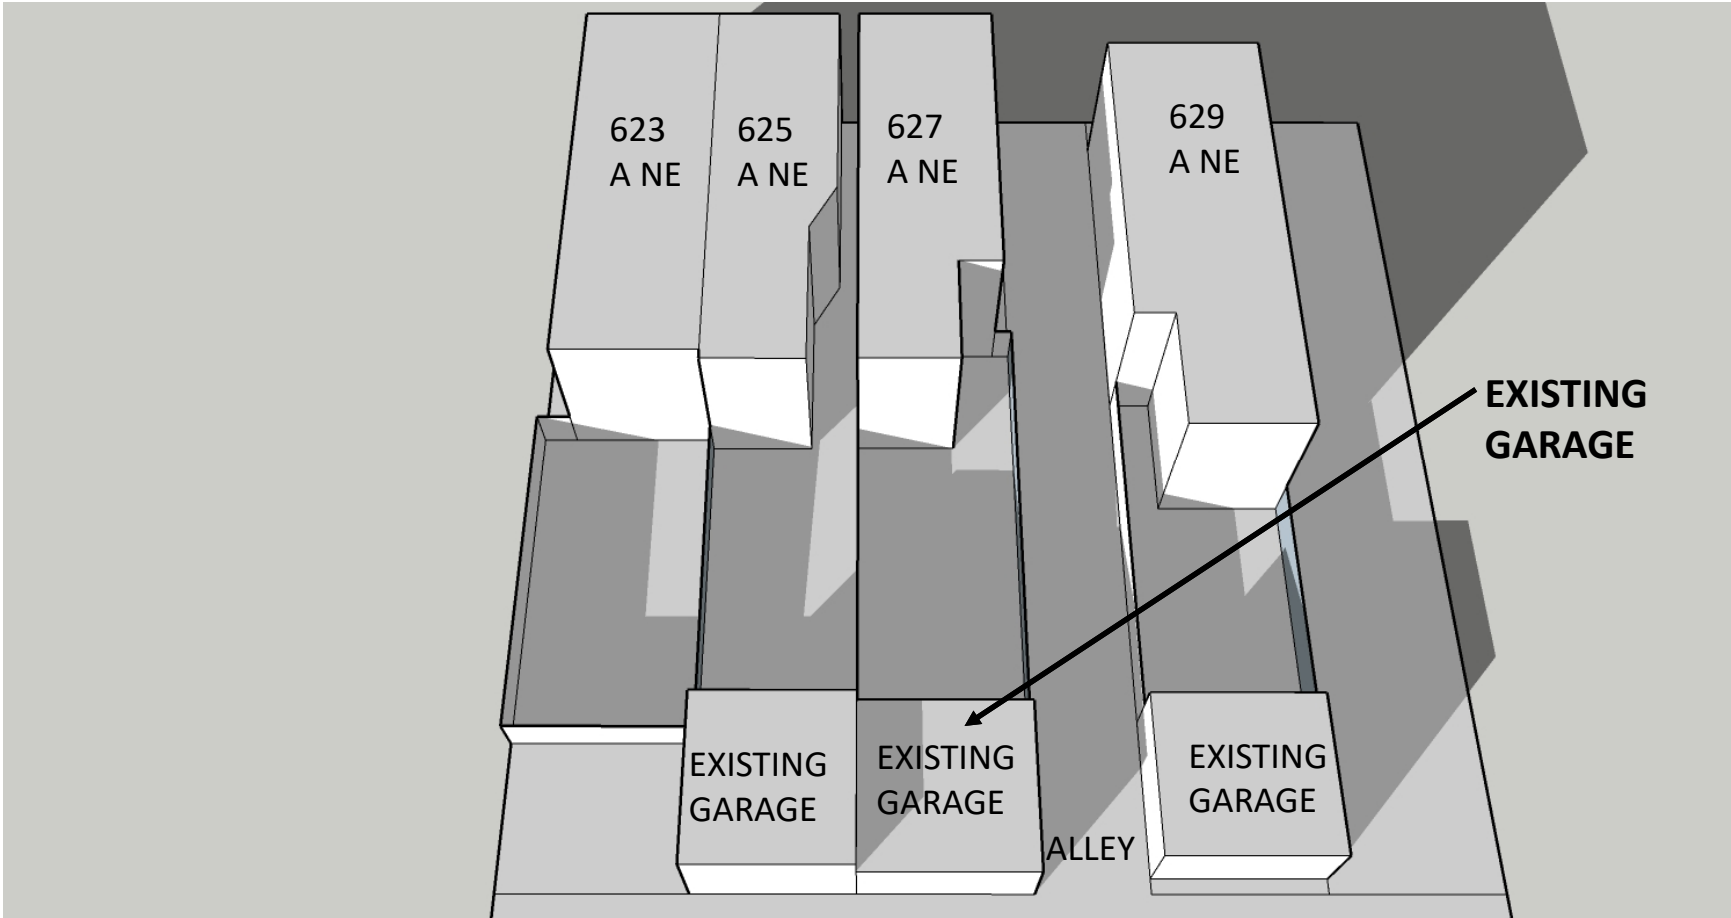 623
A NE
625
A NE
627
A NE
629
A NE
EXISTING
GARAGE
EXISTING
GARAGE
EXISTING
GARAGE
EXISTING
GARAGE
ALLEY